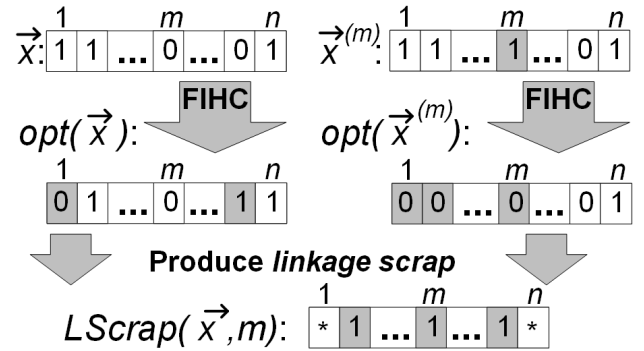 1 m n 1 m n
x: 1 1 ... 0 ... 0 1 x(m): 1 1 ... 1 ... 0 1
FIHC FIHC
opt( x ): opt( x (m) ):
1 m n 1 m n
0 1 ... 0 ... 1 1 0 0 ... 0 ... 0 1
Produce linkage scrap
1 m n
LScrap( x ,m): * 1 ... 1 ... 1 *